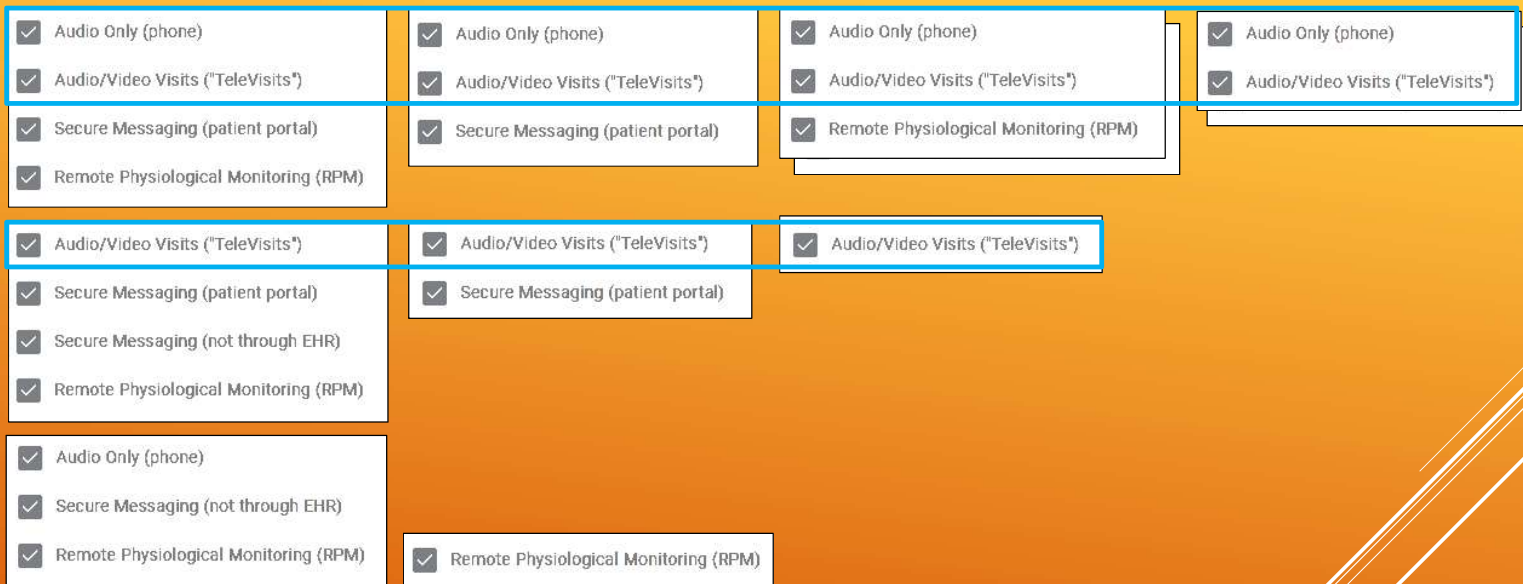 Audio Only (phone)
Audio/Video Visits ("TeleVisits")
Secure Messaging (patient portal)
Remote Physiological Monitoring (RPM)
Audio Only (phone)
Audio/Video Visits ("TeleVisits")
Secure Messaging (patient portal)
Audio Only (phone)
Audio/Video Visits ("TeleVisits")
Remote Physiological Monitoring (RPM)
Audio Only (phone)
Audio/Video Visits ("TeleVisits")
Audio/Video Visits ("TeleVisits")
Secure Messaging (patient portal)
Secure Messaging (not through EHR)
Remote Physiological Monitoring (RPM)
Audio/Video Visits ("TeleVisits")
Secure Messaging (patient portal)
Audio/Video Visits ("TeleVisits")
Audio Only (phone)
Secure Messaging (not through EHR)
Remote Physiological Monitoring (RPM)
Remote Physiological Monitoring (RPM)